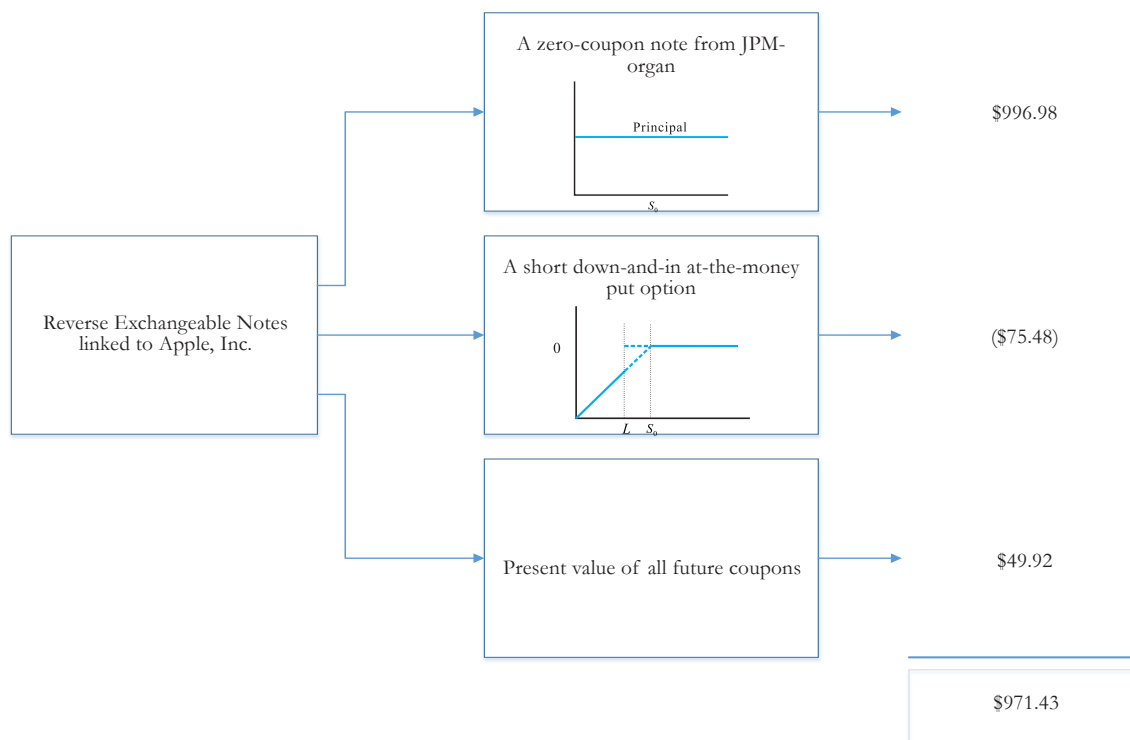 A zero-coupon note from JPM-
organ
Principal
S₀
$996.98
Reverse Exchangeable Notes
linked to Apple, Inc.
A short down-and-in at-the-money
put option
0
L S₀
($75.48)
Present value of all future coupons
$49.92
$971.43